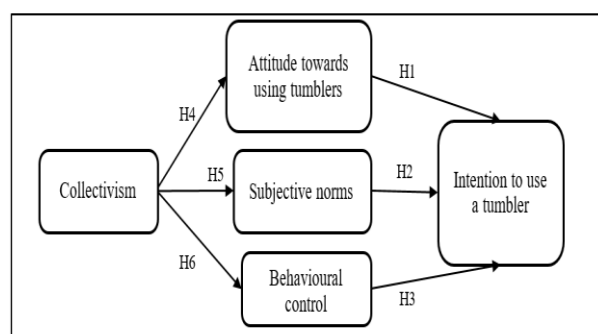 Attitude towards
using tumblers
H1
H4
Collectivism
H5
Subjective norms
H2
Intention to use
a tumbler
H6
Behavioural
control
H3